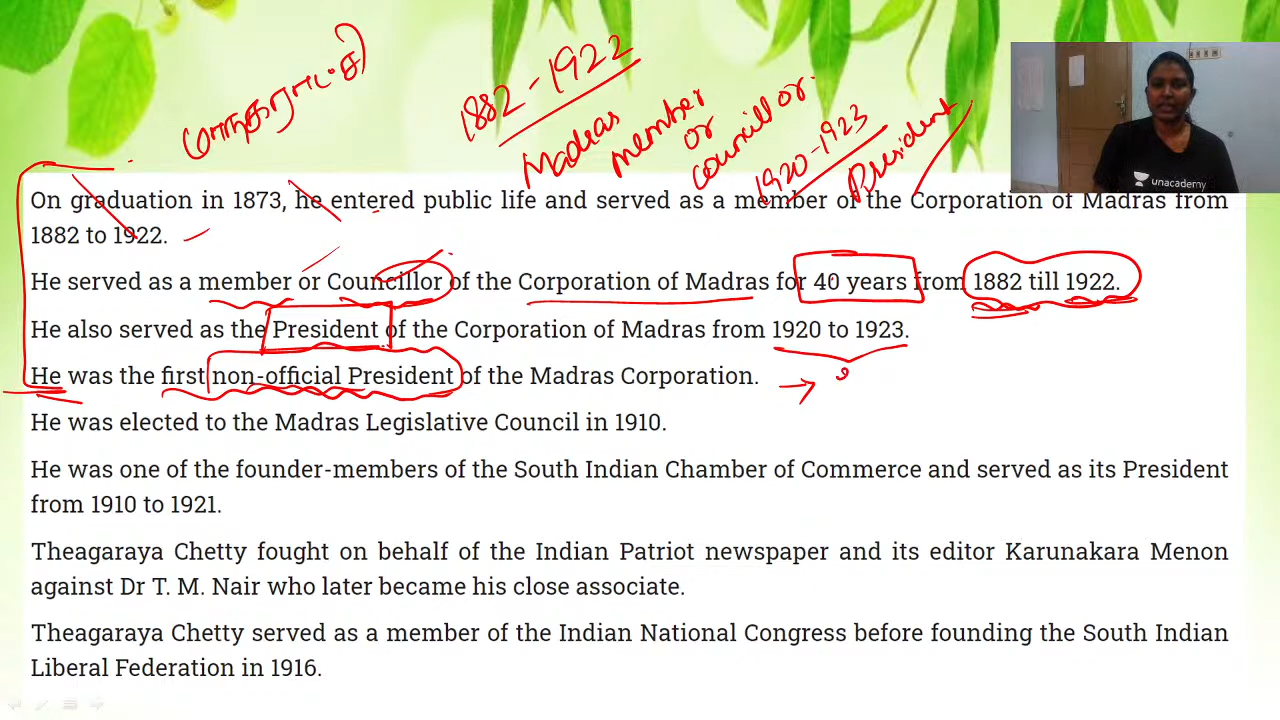 மாநகராட்சி
1882-1922
Madras
member
or
councillor.
1920-1923
President
unacademy
On graduation in 1873, he entered public life and served as a member of the Corporation of Madras from
1882 to 1922.
He served as a member or Councillor of the Corporation of Madras for 40 years from 1882 till 1922.
He also served as the President of the Corporation of Madras from 1920 to 1923.
He was the first non-official President of the Madras Corporation.
He was elected to the Madras Legislative Council in 1910.
He was one of the founder-members of the South Indian Chamber of Commerce and served as its President
from 1910 to 1921.
Theagaraya Chetty fought on behalf of the Indian Patriot newspaper and its editor Karunakara Menon
against Dr T. M. Nair who later became his close associate.
Theagaraya Chetty served as a member of the Indian National Congress before founding the South Indian
Liberal Federation in 1916.